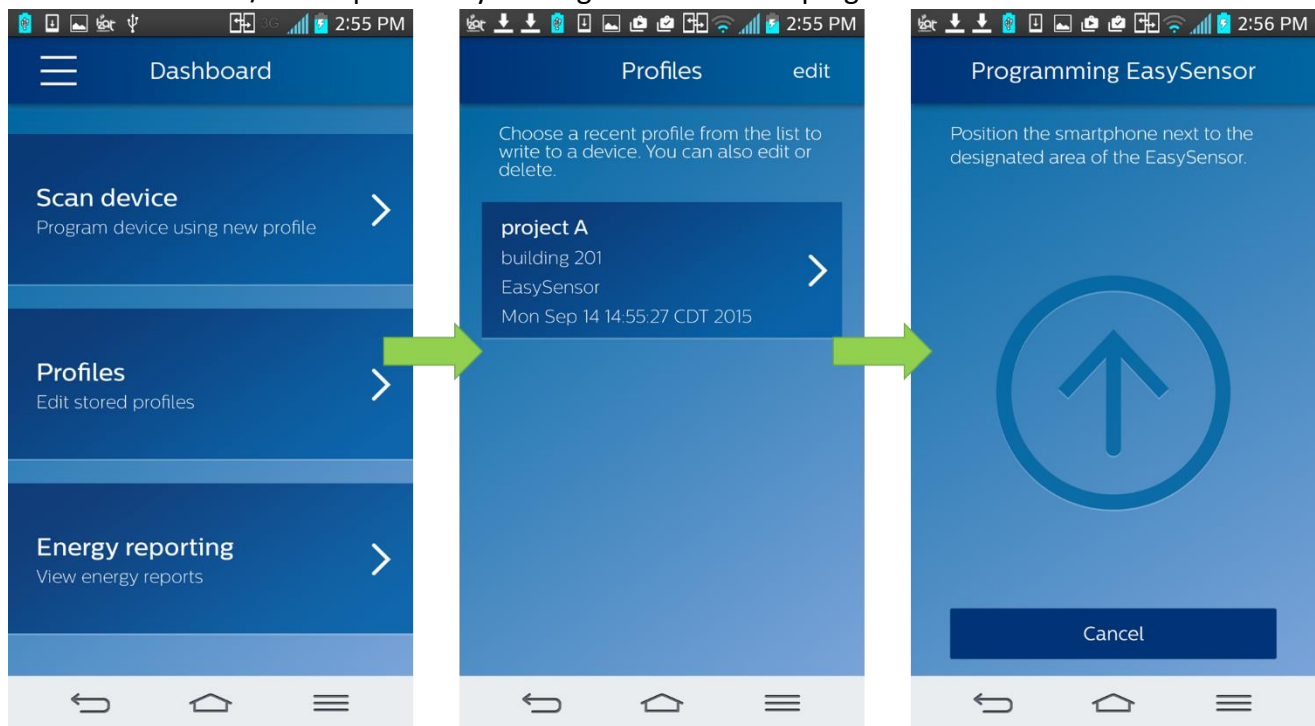 3G 2:55 PM
Dashboard
Scan device
Program device using new profile
Profiles
Edit stored profiles
Energy reporting
View energy reports
2:55 PM
Profiles edit
Choose a recent profile from the list to
write to a device. You can also edit or
delete.
project A
building 201
EasySensor
Mon Sep 14 14:55:27 CDT 2015
2:56 PM
Programming EasySensor
Position the smartphone next to the
designated area of the EasySensor.
Cancel